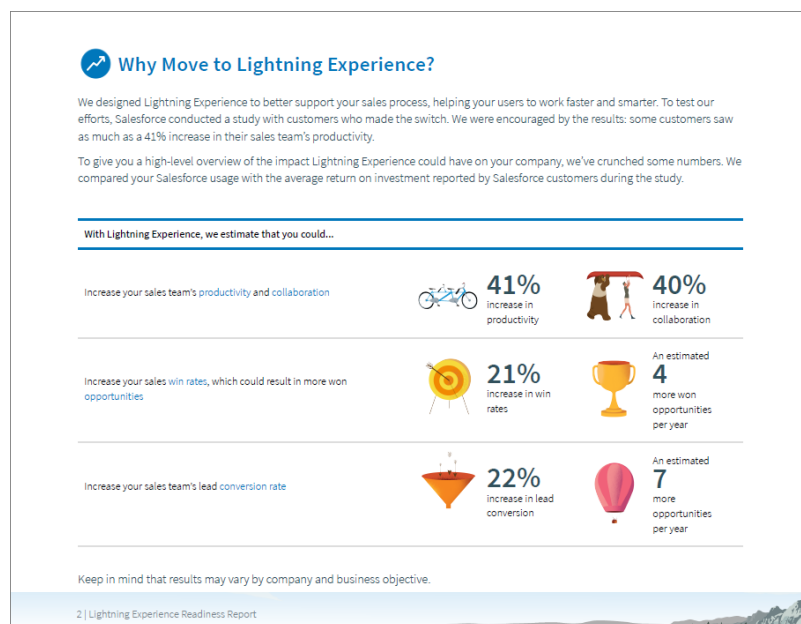 Why Move to Lightning Experience?
We designed Lightning Experience to better support your sales process, helping your users to work faster and smarter. To test our
efforts, Salesforce conducted a study with customers who made the switch. We were encouraged by the results: some customers saw
as much as a 41% increase in their sales team's productivity.
To give you a high-level overview of the impact Lightning Experience could have on your company, we've crunched some numbers. We
compared your Salesforce usage with the average return on investment reported by Salesforce customers during the study.
With Lightning Experience, we estimate that you could...
Increase your sales team's productivity and collaboration
41%
increase in
productivity
40%
increase in
collaboration
Increase your sales win rates, which could result in more won
opportunities
21%
increase in win
rates
An estimated
4
more won
opportunities
per year
Increase your sales team's lead conversion rate
22%
increase in lead
conversion
An estimated
7
more
opportunities
per year
Keep in mind that results may vary by company and business objective.
2 | Lightning Experience Readiness Report